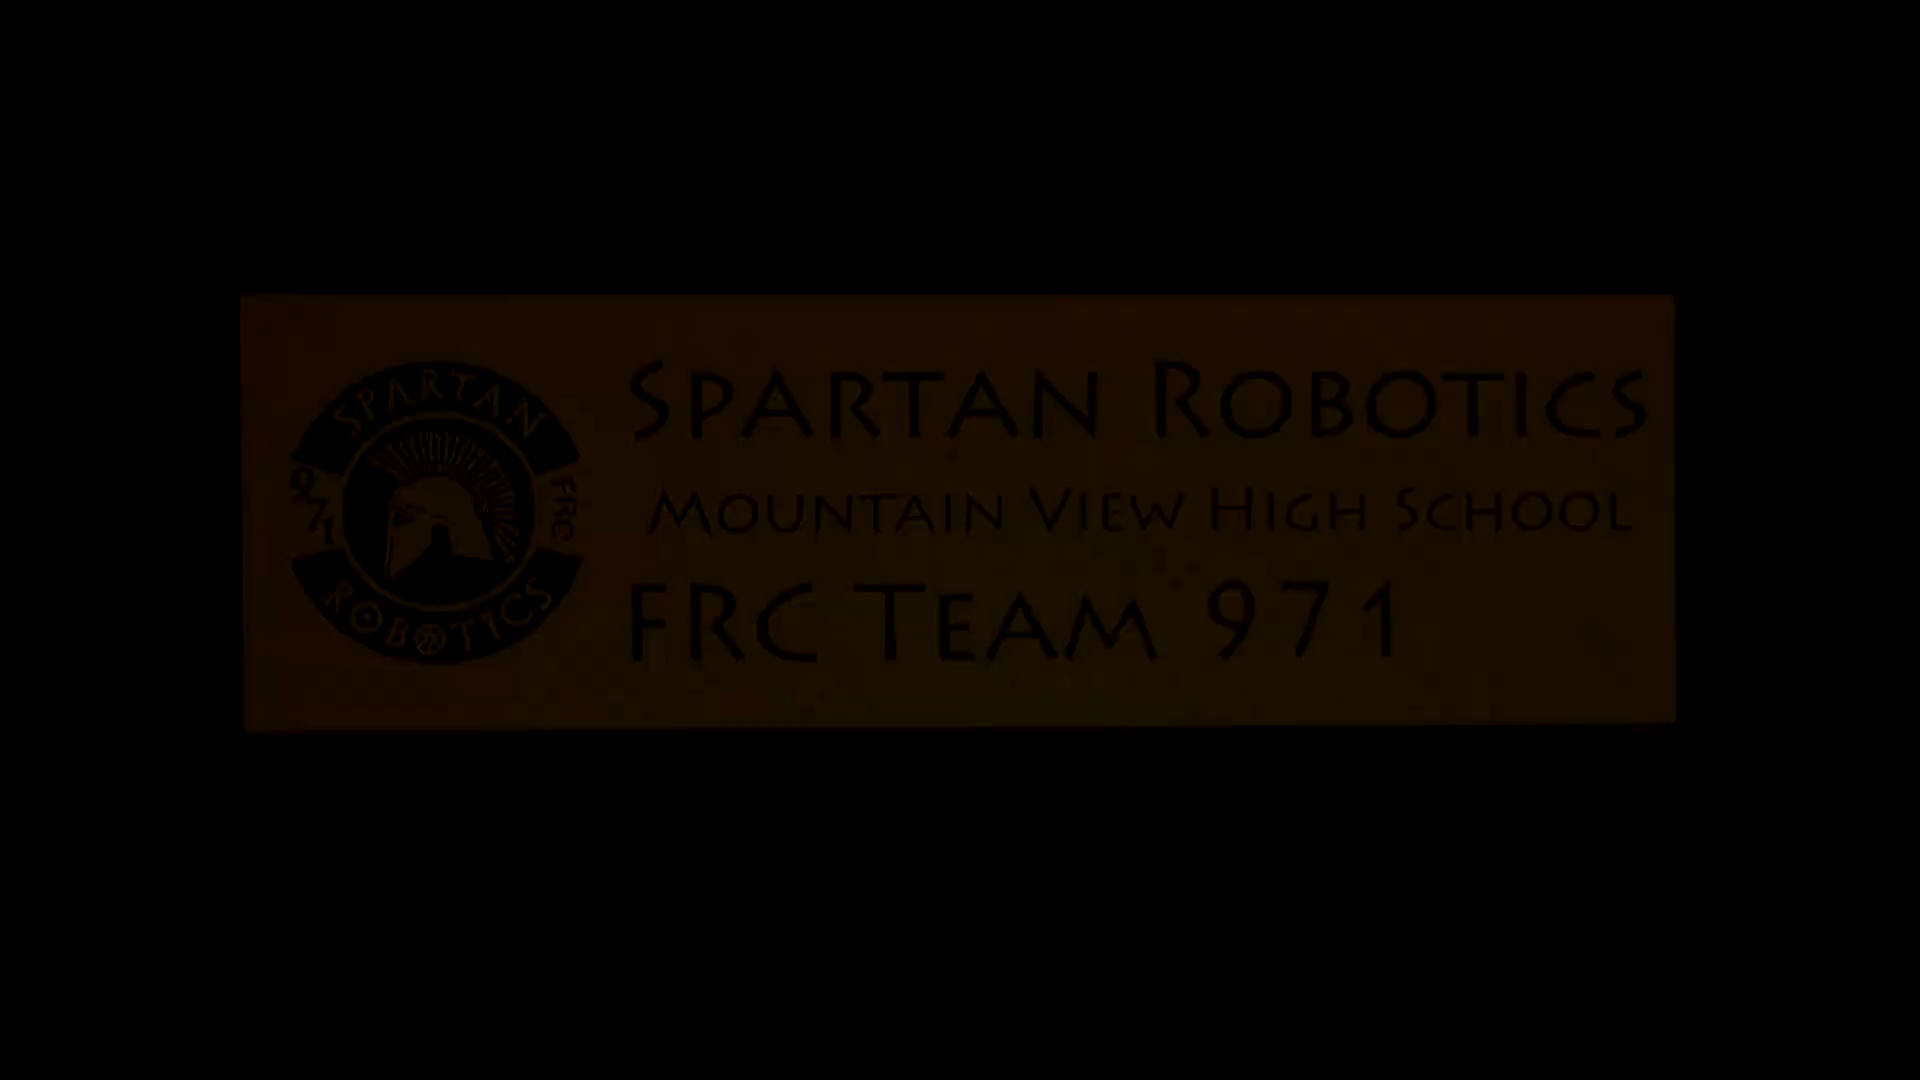 SPARTAN
971
FRC
ROBOTICS
SPARTAN ROBOTICS
MOUNTAIN VIEW HIGH SCHOOL
FRC TEAM 971